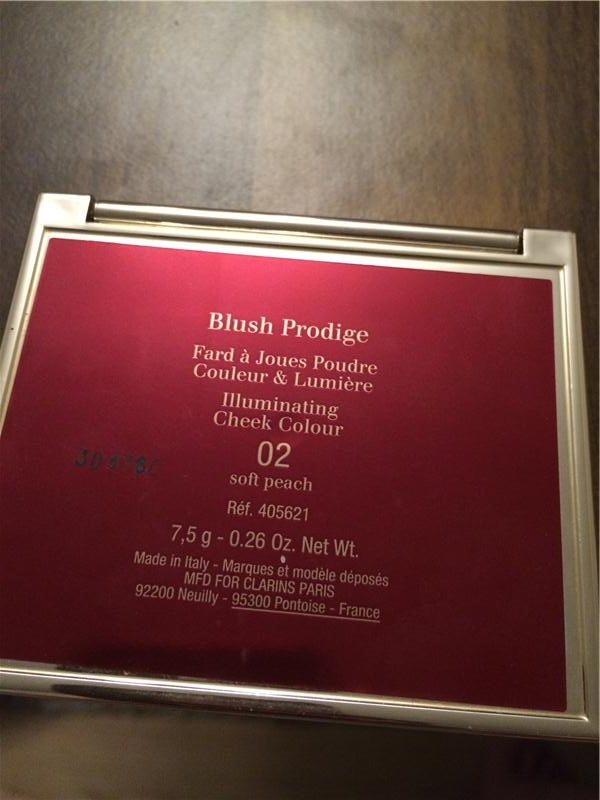 Blush Prodige
Fard à Joues Poudre
Couleur & Lumière
Illuminating
Cheek Colour
02
soft peach
Réf. 405621
7,5 g - 0.26 Oz. Net Wt.
Made in Italy - Marques et modèle déposés
MFD FOR CLARINS PARIS
92200 Neuilly - 95300 Pontoise - France